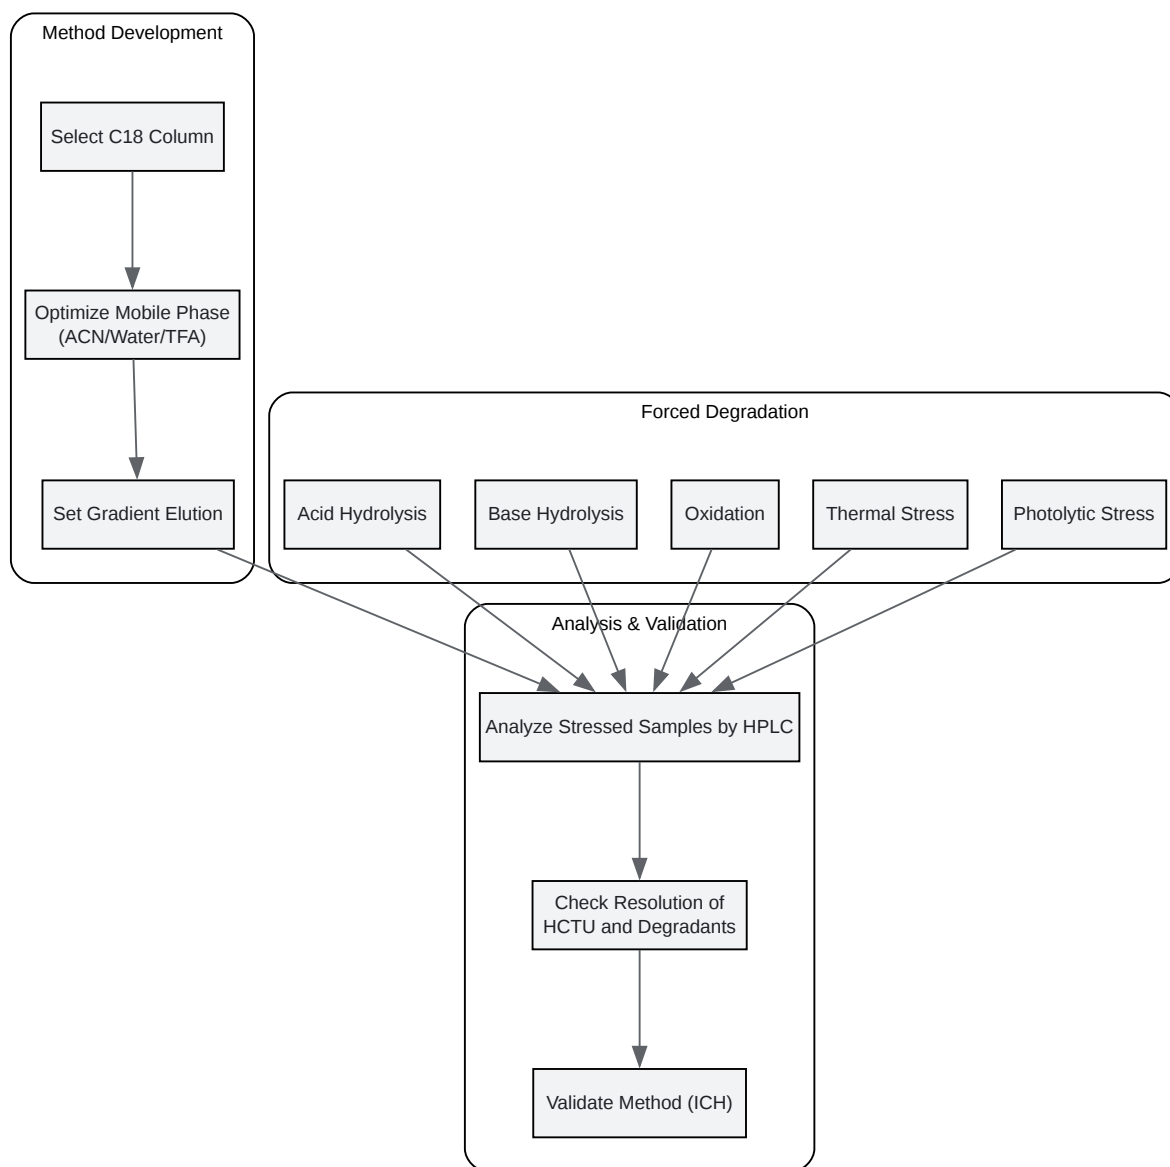 Method Development
Select C18 Column
Optimize Mobile Phase
(ACN/Water/TFA)
Set Gradient Elution
Forced Degradation
Acid Hydrolysis
Base Hydrolysis
Oxidation
Thermal Stress
Photolytic Stress
Analysis & Validation
Analyze Stressed Samples by HPLC
Check Resolution of
HCTU and Degradants
Validate Method (ICH)